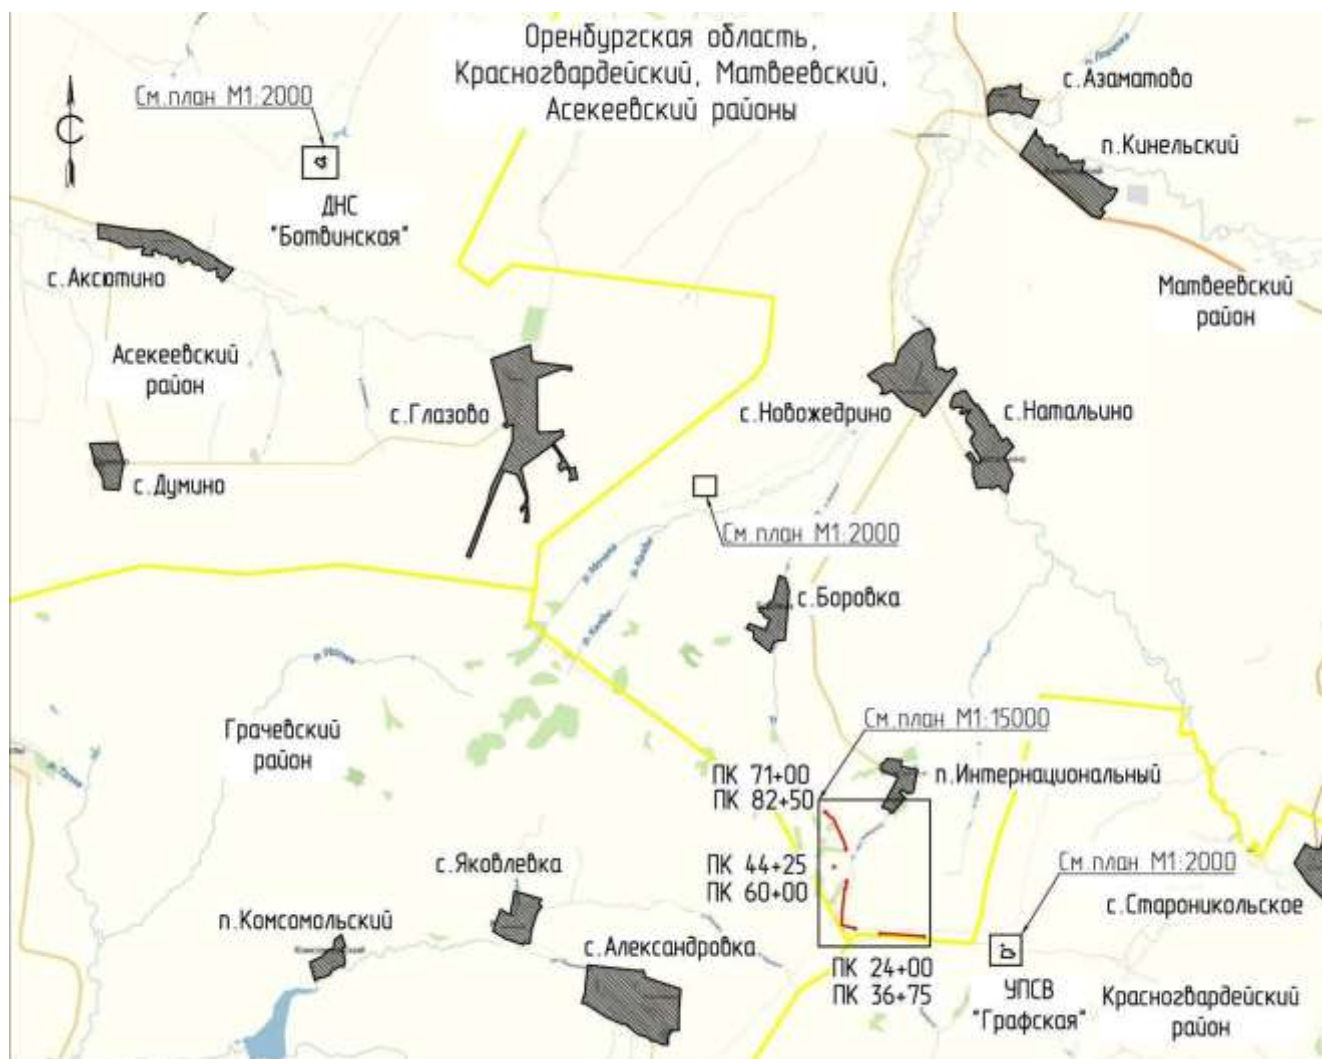 Оренбургская область,
Красногвардейский, Матвеевский,
Асекеевский районы
с.Азаматово
См.план М1:2000
п.Кинельский
С
ДНС
"Ботвинская"
с.Аксютино
Матвеевский
район
Асекеевский
район
с.Глазово
с.Новожедрино
с.Натальино
с.Думино
См.план М1:2000
с.Боровка
См.план М1:15000
Грачевский
район
ПК 71+00
ПК 82+50
п.Интернациональный
с.Яковлевка
ПК 44+25
ПК 60+00
См.план М1:2000
с.Староникольское
п.Комсомольский
с.Александровка
ПК 24+00
ПК 36+75
УПСВ
"Графская"
Красногвардейский
район